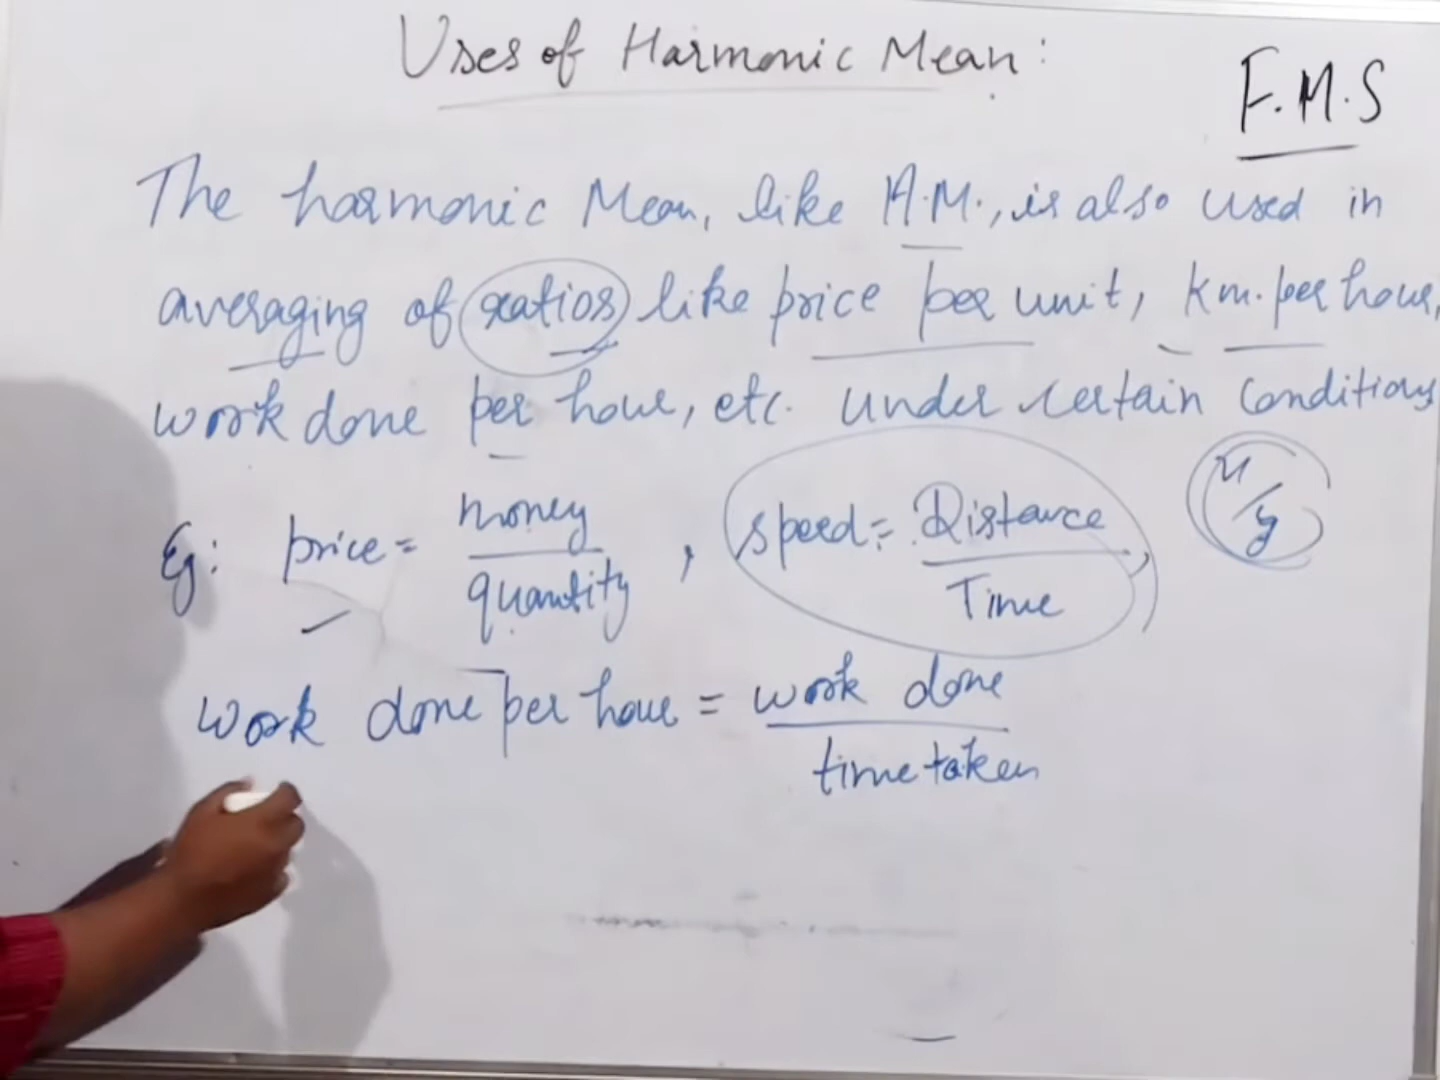 Uses of Harmonic Mean:
F.M.S
The harmonic Mean, like A.M., is also used in
averaging of ratios like price per unit, km. per hour,
work done per hour, etc. under certain conditions
Eg: price = money / quantity , speed = Distance / Time , x/y
work done per hour = work done / time taken